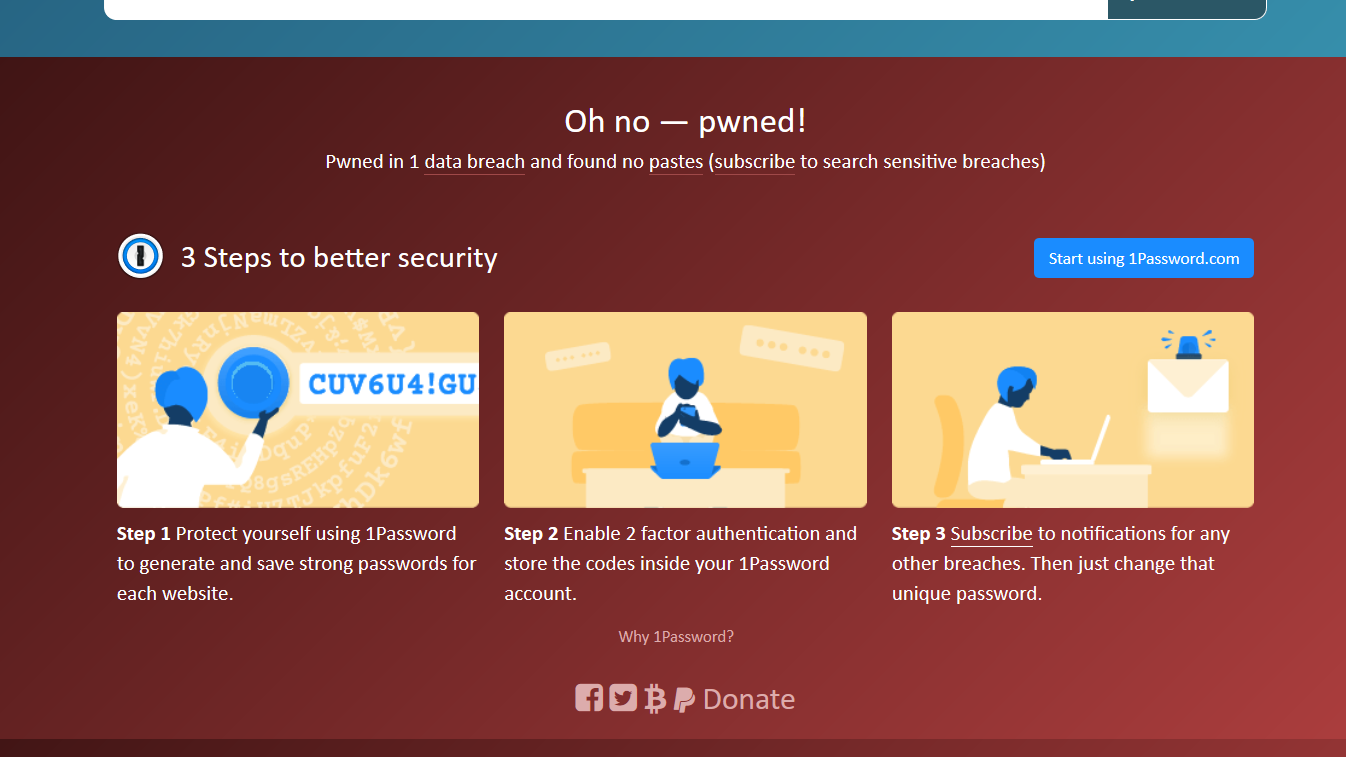 Oh no — pwned!
Pwned in 1 data breach and found no pastes (subscribe to search sensitive breaches)
3 Steps to better security
Start using 1Password.com
CUV6U4!GU
Step 1 Protect yourself using 1Password
to generate and save strong passwords for
each website.
Step 2 Enable 2 factor authentication and
store the codes inside your 1Password
account.
Step 3 Subscribe to notifications for any
other breaches. Then just change that
unique password.
Why 1Password?
Donate